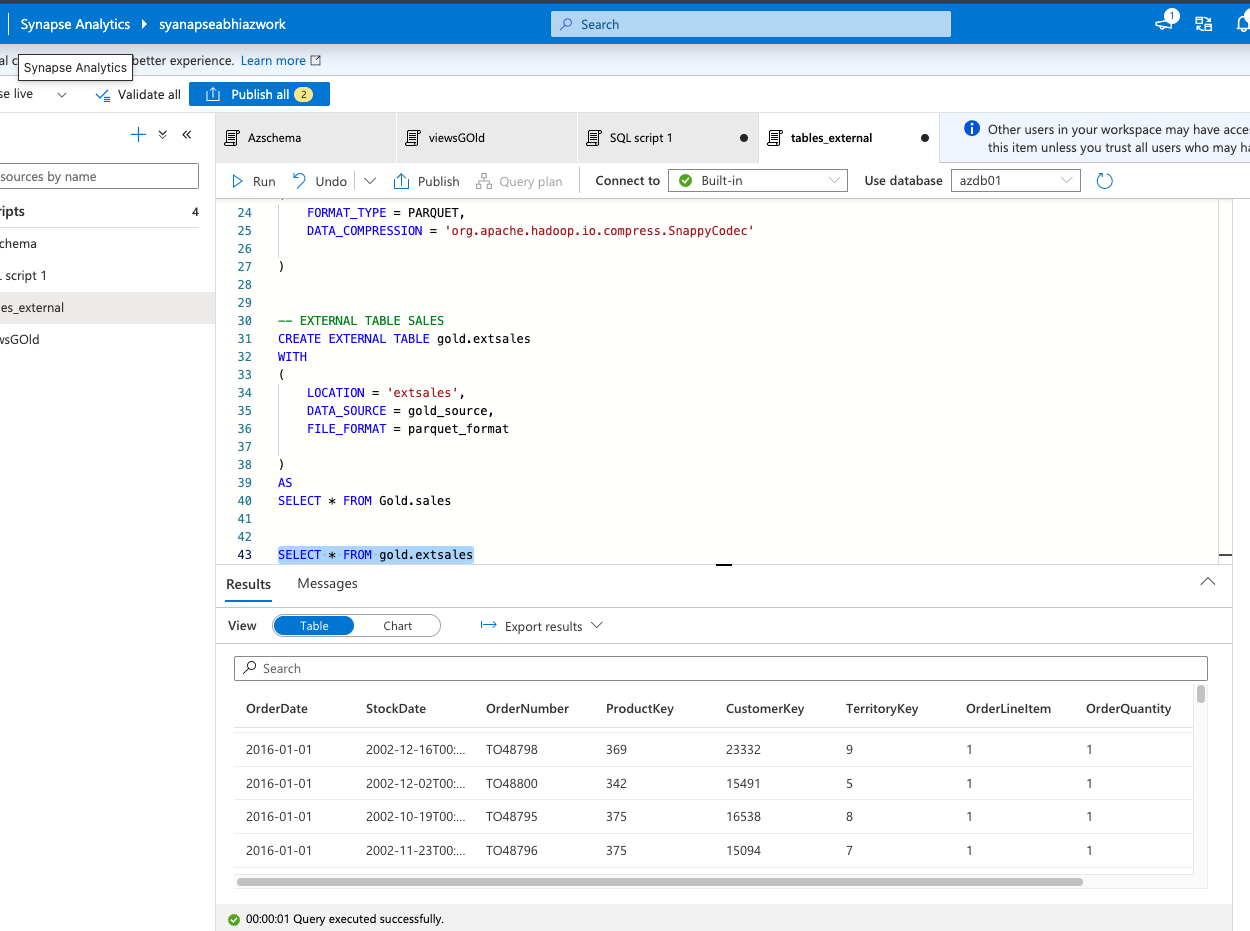 Synapse Analytics syanapseabhiazwork
Search
1
al c better experience. Learn more
Synapse Analytics
se live Validate all Publish all 2
Azschema viewsGOld SQL script 1 tables_external
Other users in your workspace may have acce
this item unless you trust all users who may ha
sources by name
Run Undo Publish Query plan Connect to Built-in Use database azdb01
ripts 4
chema
L script 1
es_external
wsGOld
24 FORMAT_TYPE = PARQUET,
25 DATA_COMPRESSION = 'org.apache.hadoop.io.compress.SnappyCodec'
26
27 )
28
29
30 -- EXTERNAL TABLE SALES
31 CREATE EXTERNAL TABLE gold.extsales
32 WITH
33 (
34 LOCATION = 'extsales',
35 DATA_SOURCE = gold_source,
36 FILE_FORMAT = parquet_format
37
38 )
39 AS
40 SELECT * FROM Gold.sales
41
42
43 SELECT * FROM gold.extsales
Results Messages
View Table Chart Export results
Search
OrderDate StockDate OrderNumber ProductKey CustomerKey TerritoryKey OrderLineItem OrderQuantity
2016-01-01 2002-12-16T00:... TO48798 369 23332 9 1 1
2016-01-01 2002-12-02T00:... TO48800 342 15491 5 1 1
2016-01-01 2002-10-19T00:... TO48795 375 16538 8 1 1
2016-01-01 2002-11-23T00:... TO48796 375 15094 7 1 1
00:00:01 Query executed successfully.